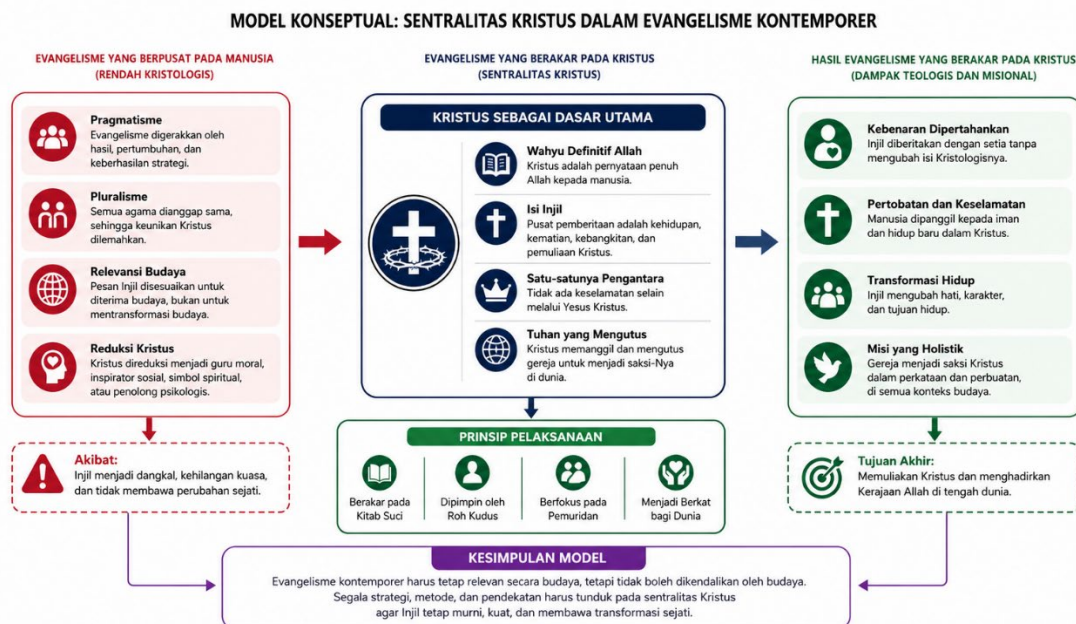 MODEL KONSEPTUAL: SENTRALITAS KRISTUS DALAM EVANGELISME KONTEMPORER
EVANGELISME YANG BERPUSAT PADA MANUSIA
(RENDAH KRISTOLOGIS)
Pragmatisme
Evangelisme digerakkan oleh
hasil, pertumbuhan, dan
keberhasilan strategi.
Pluralisme
Semua agama dianggap sama,
sehingga keunikan Kristus
dilemahkan.
Relevansi Budaya
Pesan Injil disesuaikan untuk
diterima budaya, bukan untuk
mentransformasi budaya.
Reduksi Kristus
Kristus direduksi menjadi guru moral,
inspirator sosial, simbol spiritual,
atau penolong psikologis.
Akibat:
Injil menjadi dangkal, kehilangan kuasa,
dan tidak membawa perubahan sejati.
EVANGELISME YANG BERAKAR PADA KRISTUS
(SENTRALITAS KRISTUS)
KRISTUS SEBAGAI DASAR UTAMA
Wahyu Definitif Allah
Kristus adalah pernyataan penuh
Allah kepada manusia.
Isi Injil
Pusat pemberitaan adalah kehidupan,
kematian, kebangkitan, dan
pemuliaan Kristus.
Satu-satunya Pengantara
Tidak ada keselamatan selain
melalui Yesus Kristus.
Tuhan yang Mengutus
Kristus memanggil dan mengutus
gereja untuk menjadi saksi-Nya
di dunia.
PRINSIP PELAKSANAAN
Berakar pada
Kitab Suci
Dipimpin oleh
Roh Kudus
Berfokus pada
Pemuridan
Menjadi Berkat
bagi Dunia
HASIL EVANGELISME YANG BERAKAR PADA KRISTUS
(DAMPAK TEOLOGIS DAN MISIONAL)
Kebenaran Dipertahankan
Injil diberitakan dengan setia tanpa
mengubah isi Kristologisnya.
Pertobatan dan Keselamatan
Manusia dipanggil kepada iman
dan hidup baru dalam Kristus.
Transformasi Hidup
Injil mengubah hati, karakter,
dan tujuan hidup.
Misi yang Holistik
Gereja menjadi saksi Kristus
dalam perkataan dan perbuatan,
di semua konteks budaya.
Tujuan Akhir:
Memuliakan Kristus dan menghadirkan
Kerajaan Allah di tengah dunia.
KESIMPULAN MODEL
Evangelisme kontemporer harus tetap relevan secara budaya, tetapi tidak boleh dikendalikan oleh budaya.
Segala strategi, metode, dan pendekatan harus tunduk pada sentralitas Kristus
agar Injil tetap murni, kuat, dan membawa transformasi sejati.